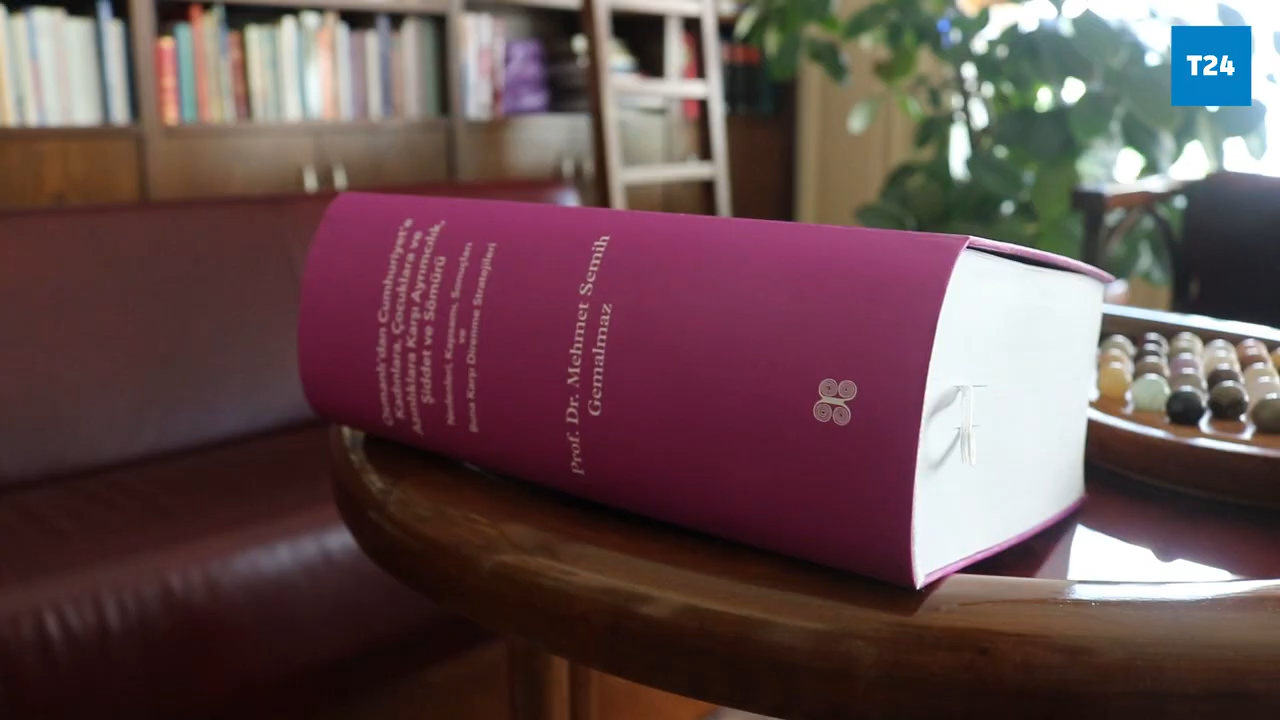 T24
Osmanlı'dan Cumhuriyet'e
Kadınlara, Çocuklara ve
Azınlıklara Karşı Ayrımcılık,
Şiddet ve Sömürü
Nedenleri, Kapsamı, Sonuçları
ve
Buna Karşı Direnme Stratejileri
Prof. Dr. Mehmet Semih
Gemalmaz